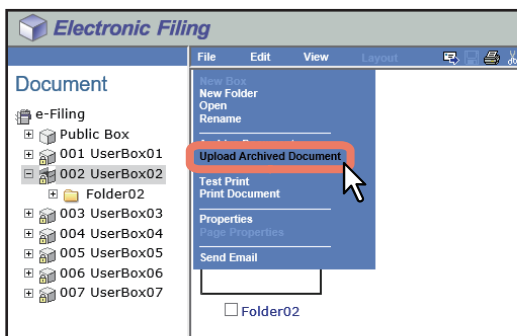 Electronic Filing
File Edit View Layout
Document
e-Filing
Public Box
001 UserBox01
002 UserBox02
Folder02
003 UserBox03
004 UserBox04
005 UserBox05
006 UserBox06
007 UserBox07
New Box
New Folder
Open
Rename
Upload Archived Document
Test Print
Print Document
Properties
Page Properties
Send Email
Folder02